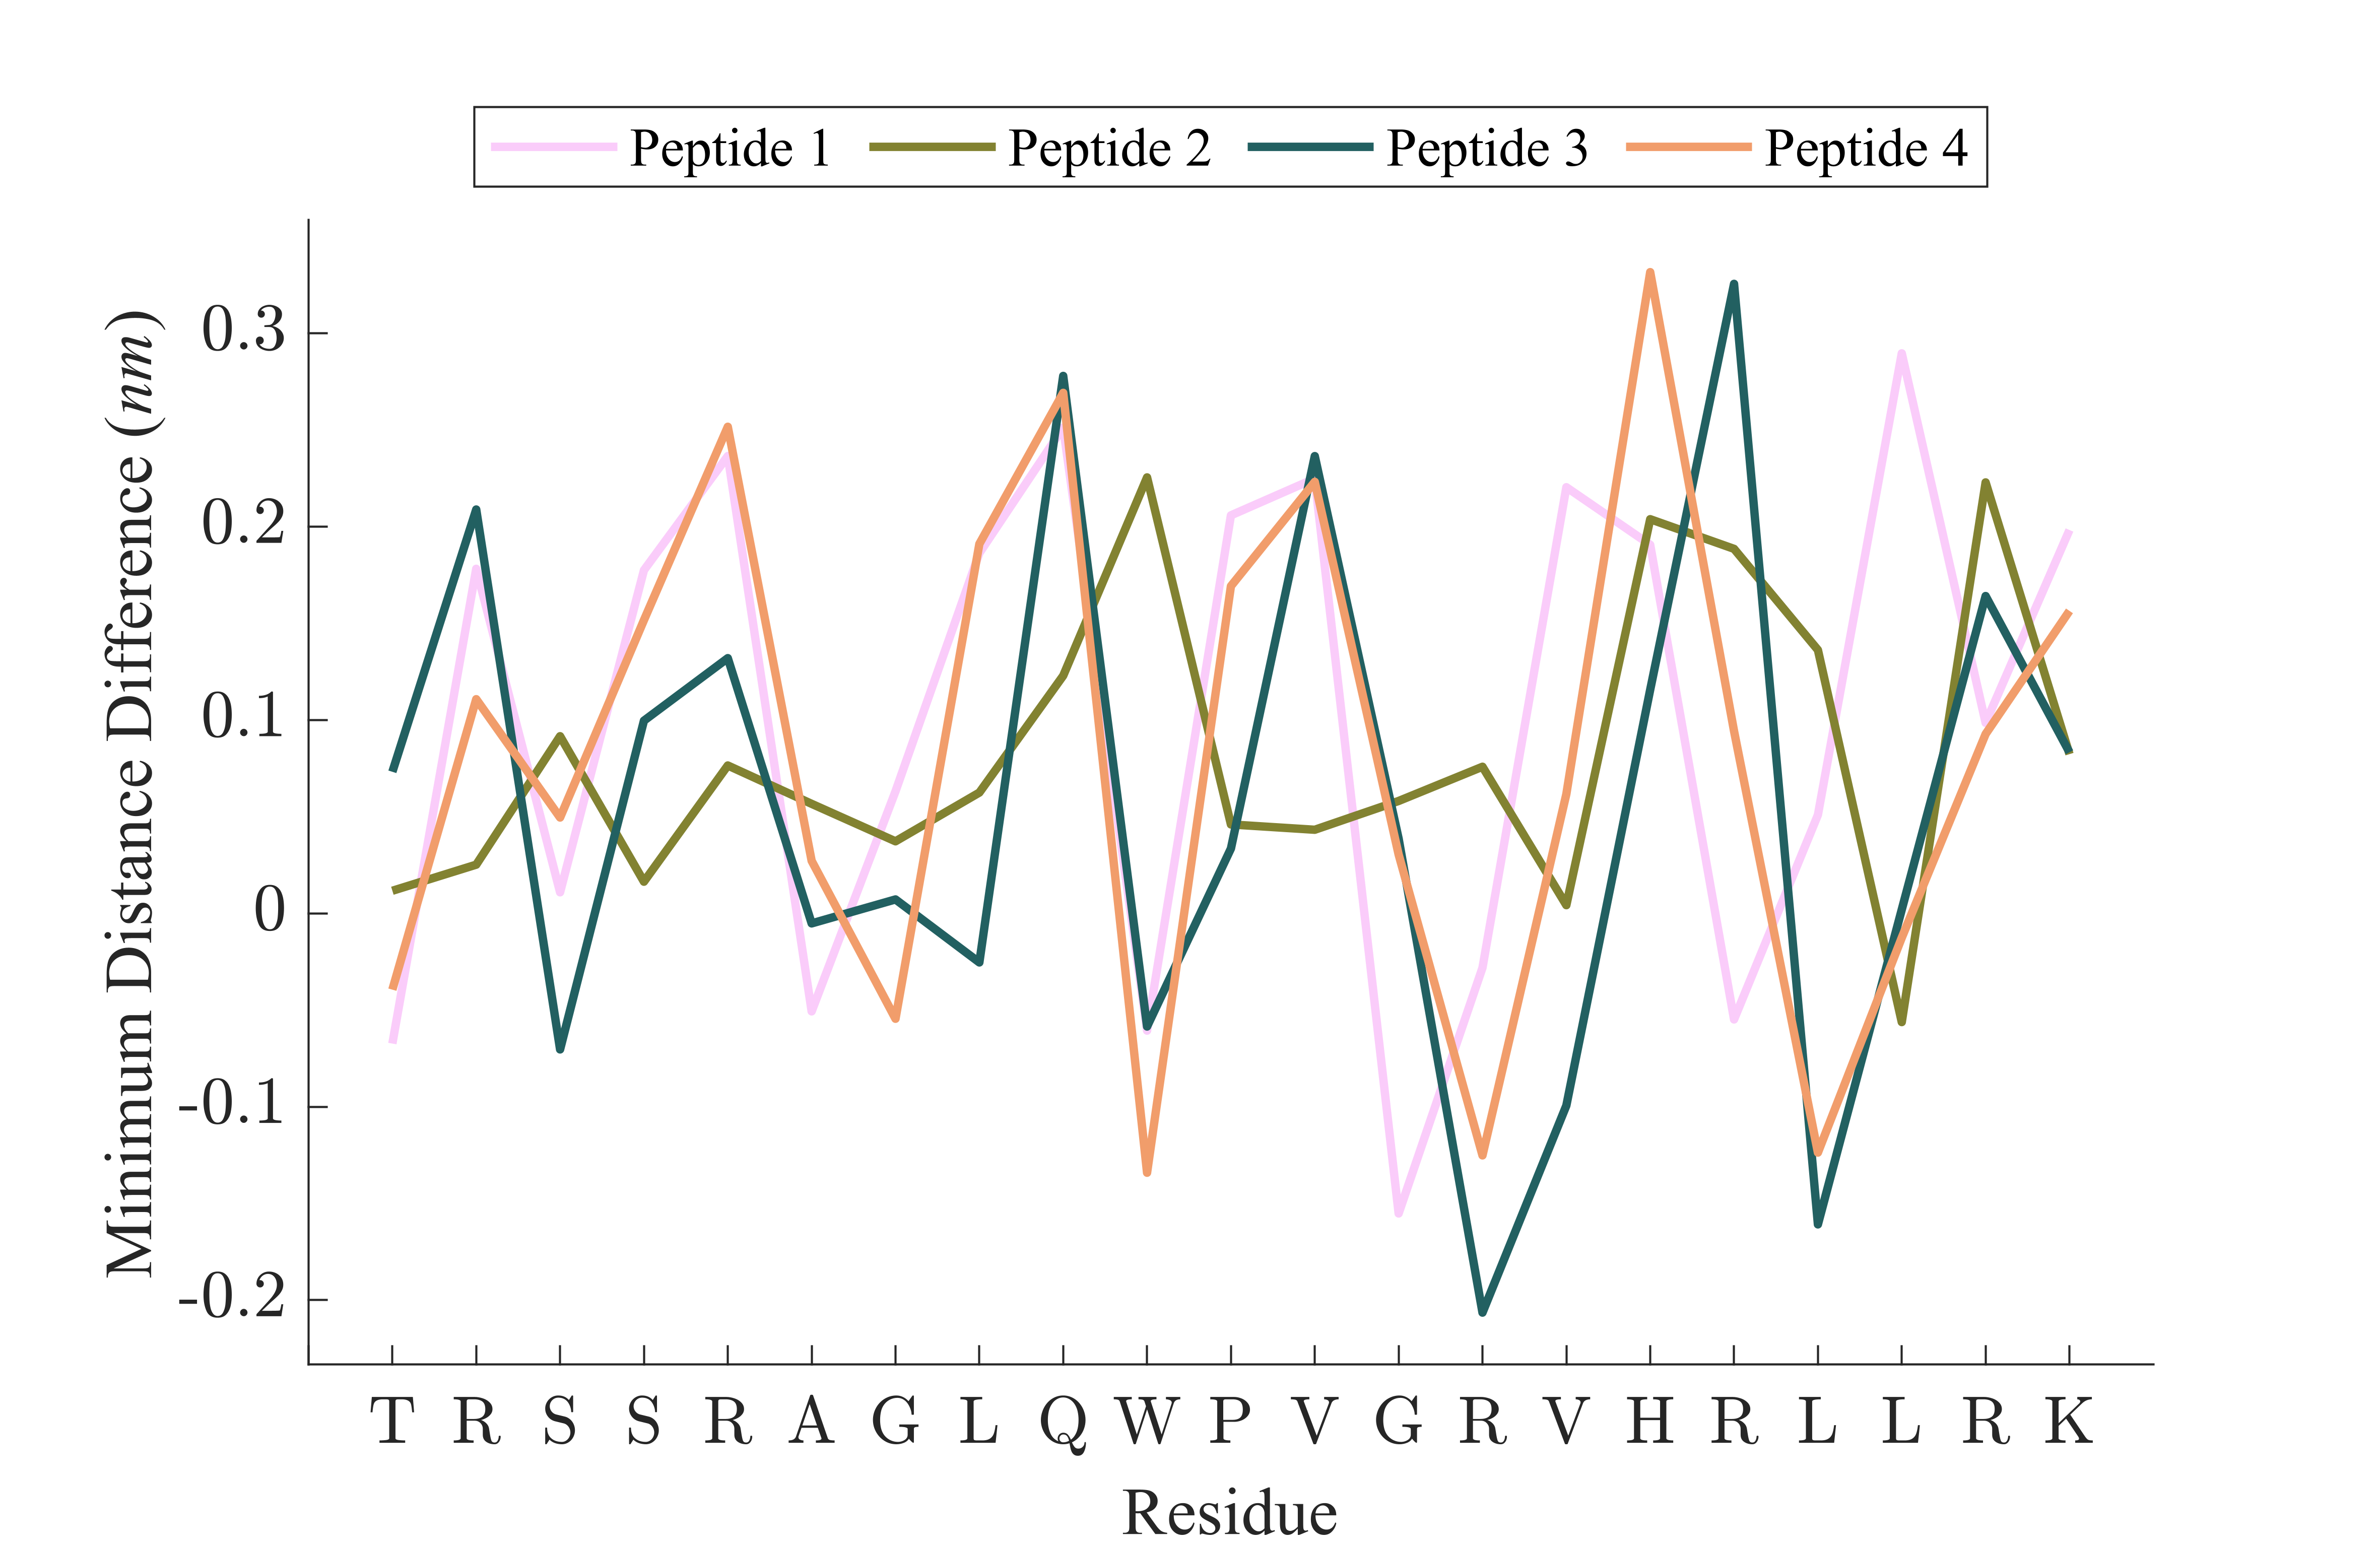 Peptide 1 Peptide 2 Peptide 3 Peptide 4
Minimum Distance Difference (nm)
0.3
0.2
0.1
0
-0.1
-0.2
T R S S R A G L Q W P V G R V H R L L R K
Residue